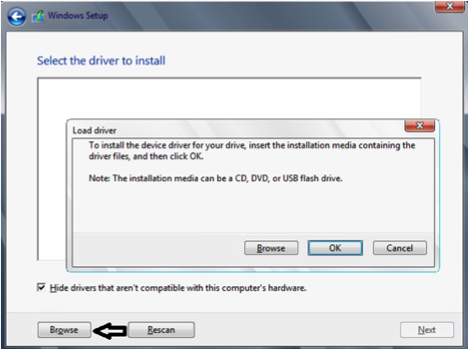 Windows Setup
Select the driver to install
Load driver
To install the device driver for your drive, insert the installation media containing the
driver files, and then click OK.
Note: The installation media can be a CD, DVD, or USB flash drive.
Browse OK Cancel
Hide drivers that aren't compatible with this computer's hardware.
Browse Rescan Next